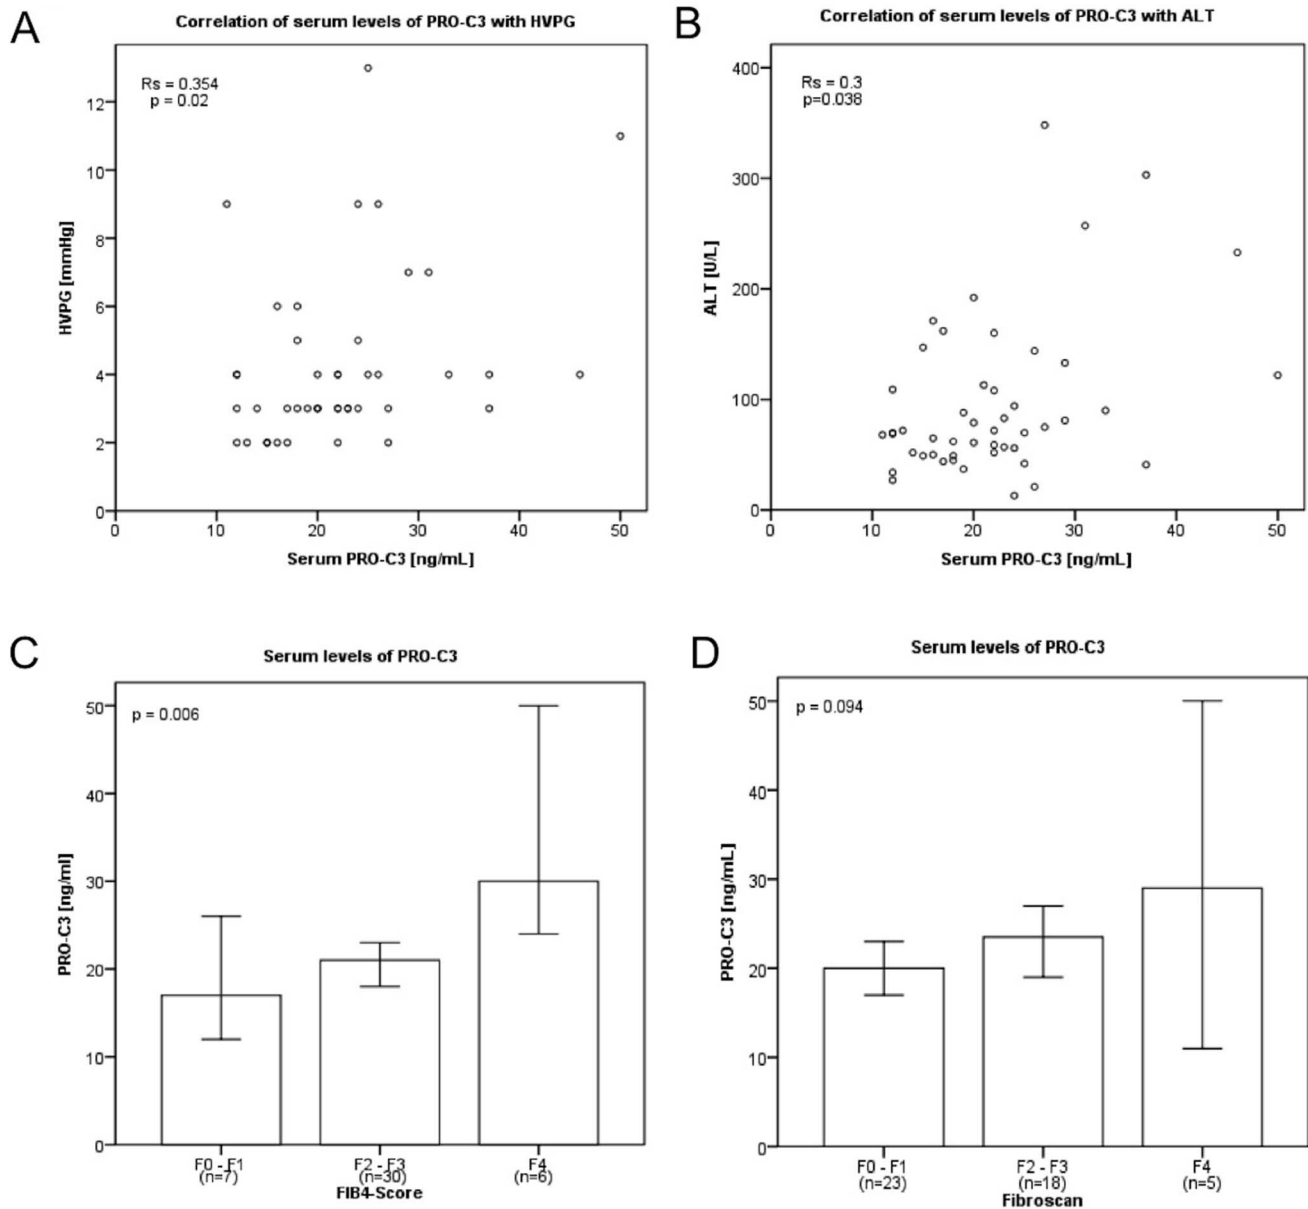 A
Correlation of serum levels of PRO-C3 with HVPG
Rs = 0.354
p = 0.02
HVPG [mmHg]
12
10
8
6
4
2
0
0 10 20 30 40 50
Serum PRO-C3 [ng/mL]
B
Correlation of serum levels of PRO-C3 with ALT
Rs = 0.3
p=0.038
ALT [U/L]
400
300
200
100
0
0 10 20 30 40 50
Serum PRO-C3 [ng/mL]
C
Serum levels of PRO-C3
p = 0.006
PRO-C3 [ng/ml]
50
40
30
20
10
0
F0 - F1 F2 - F3 F4
(n=7) (n=30) (n=6)
FIB4-Score
D
Serum levels of PRO-C3
p = 0.094
PRO-C3 [ng/mL]
50
40
30
20
10
0
F0 - F1 F2 - F3 F4
(n=23) (n=18) (n=5)
Fibroscan